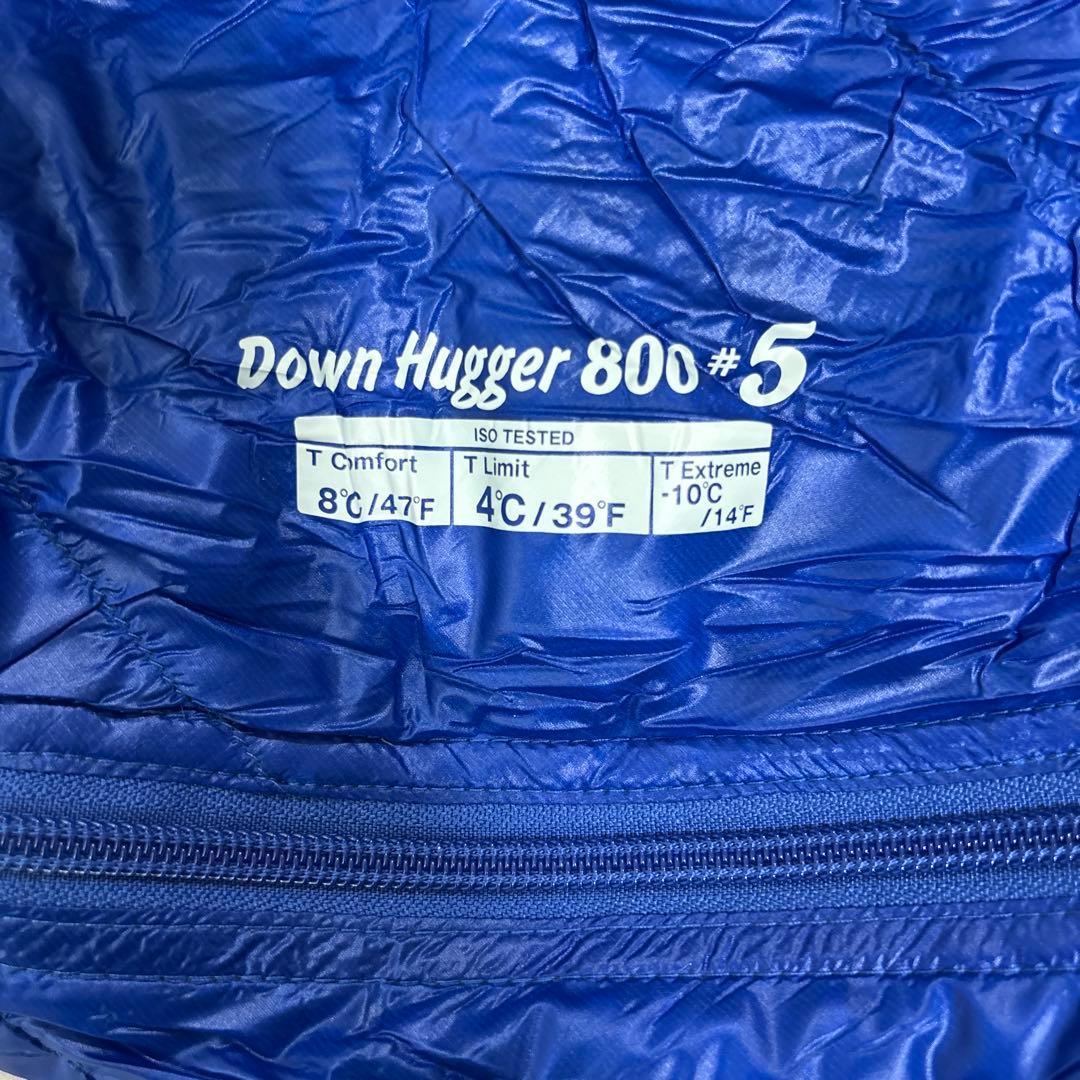 Down Hugger 800 #5
ISO TESTED
T Comfort T Limit T Extreme
8℃/47°F 4℃/39°F -10℃
/14°F